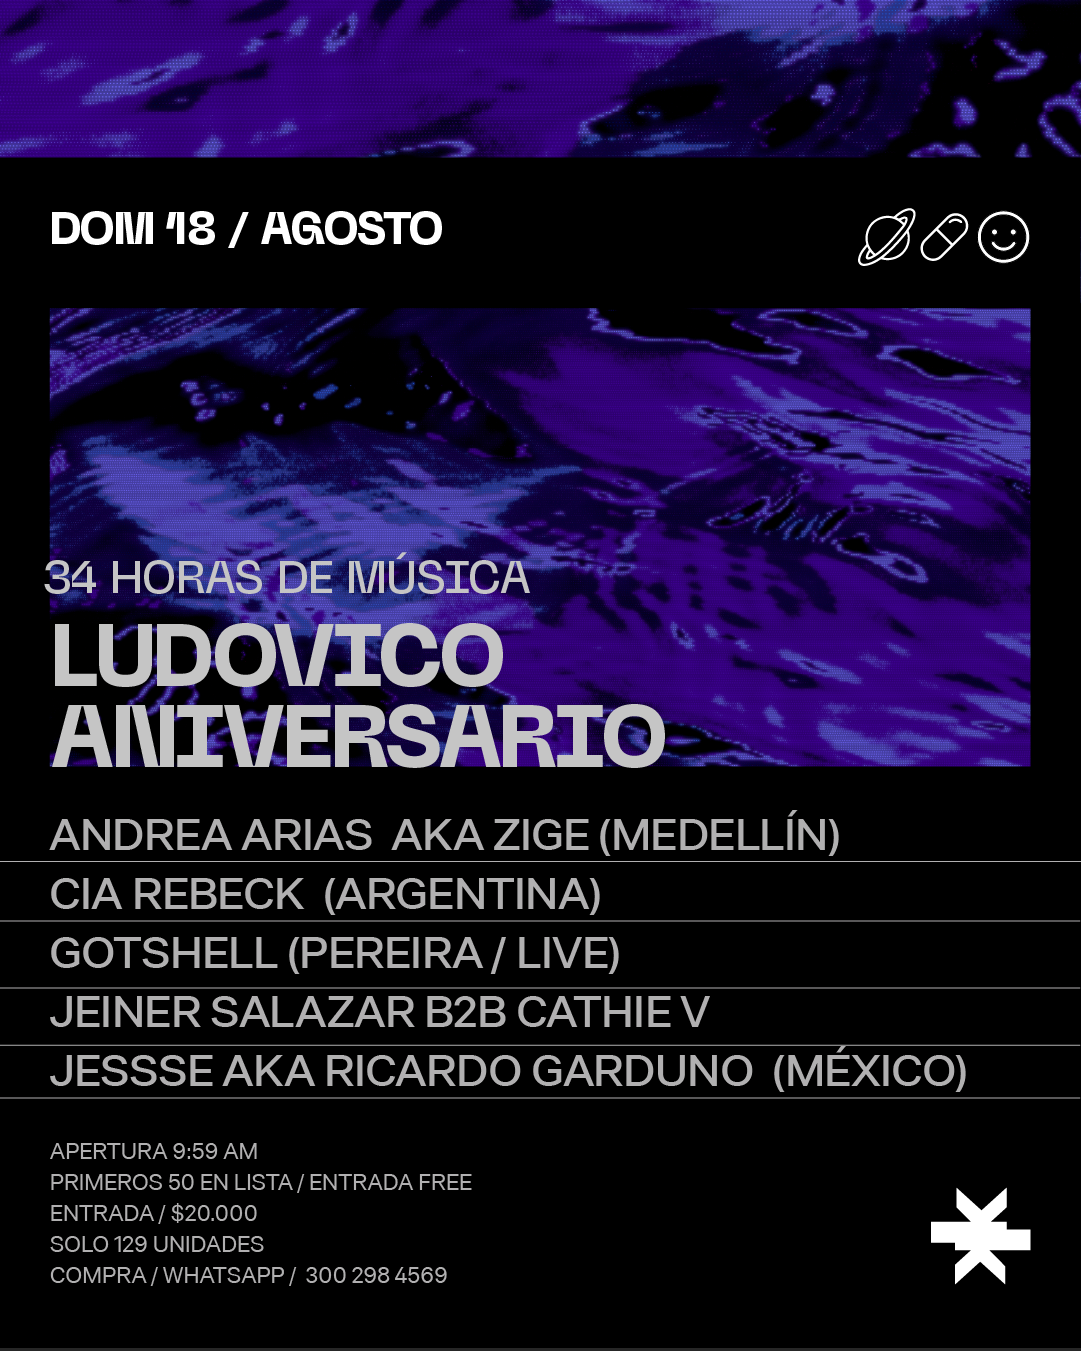 DOM 18 / AGOSTO
34 HORAS DE MÚSICA
LUDOVICO
ANIVERSARIO
ANDREA ARIAS AKA ZIGE (MEDELLÍN)
CIA REBECK (ARGENTINA)
GOTSHELL (PEREIRA / LIVE)
JEINER SALAZAR B2B CATHIE V
JESSSE AKA RICARDO GARDUNO (MÉXICO)
APERTURA 9:59 AM
PRIMEROS 50 EN LISTA / ENTRADA FREE
ENTRADA / $20.000
SOLO 129 UNIDADES
COMPRA / WHATSAPP / 300 298 4569